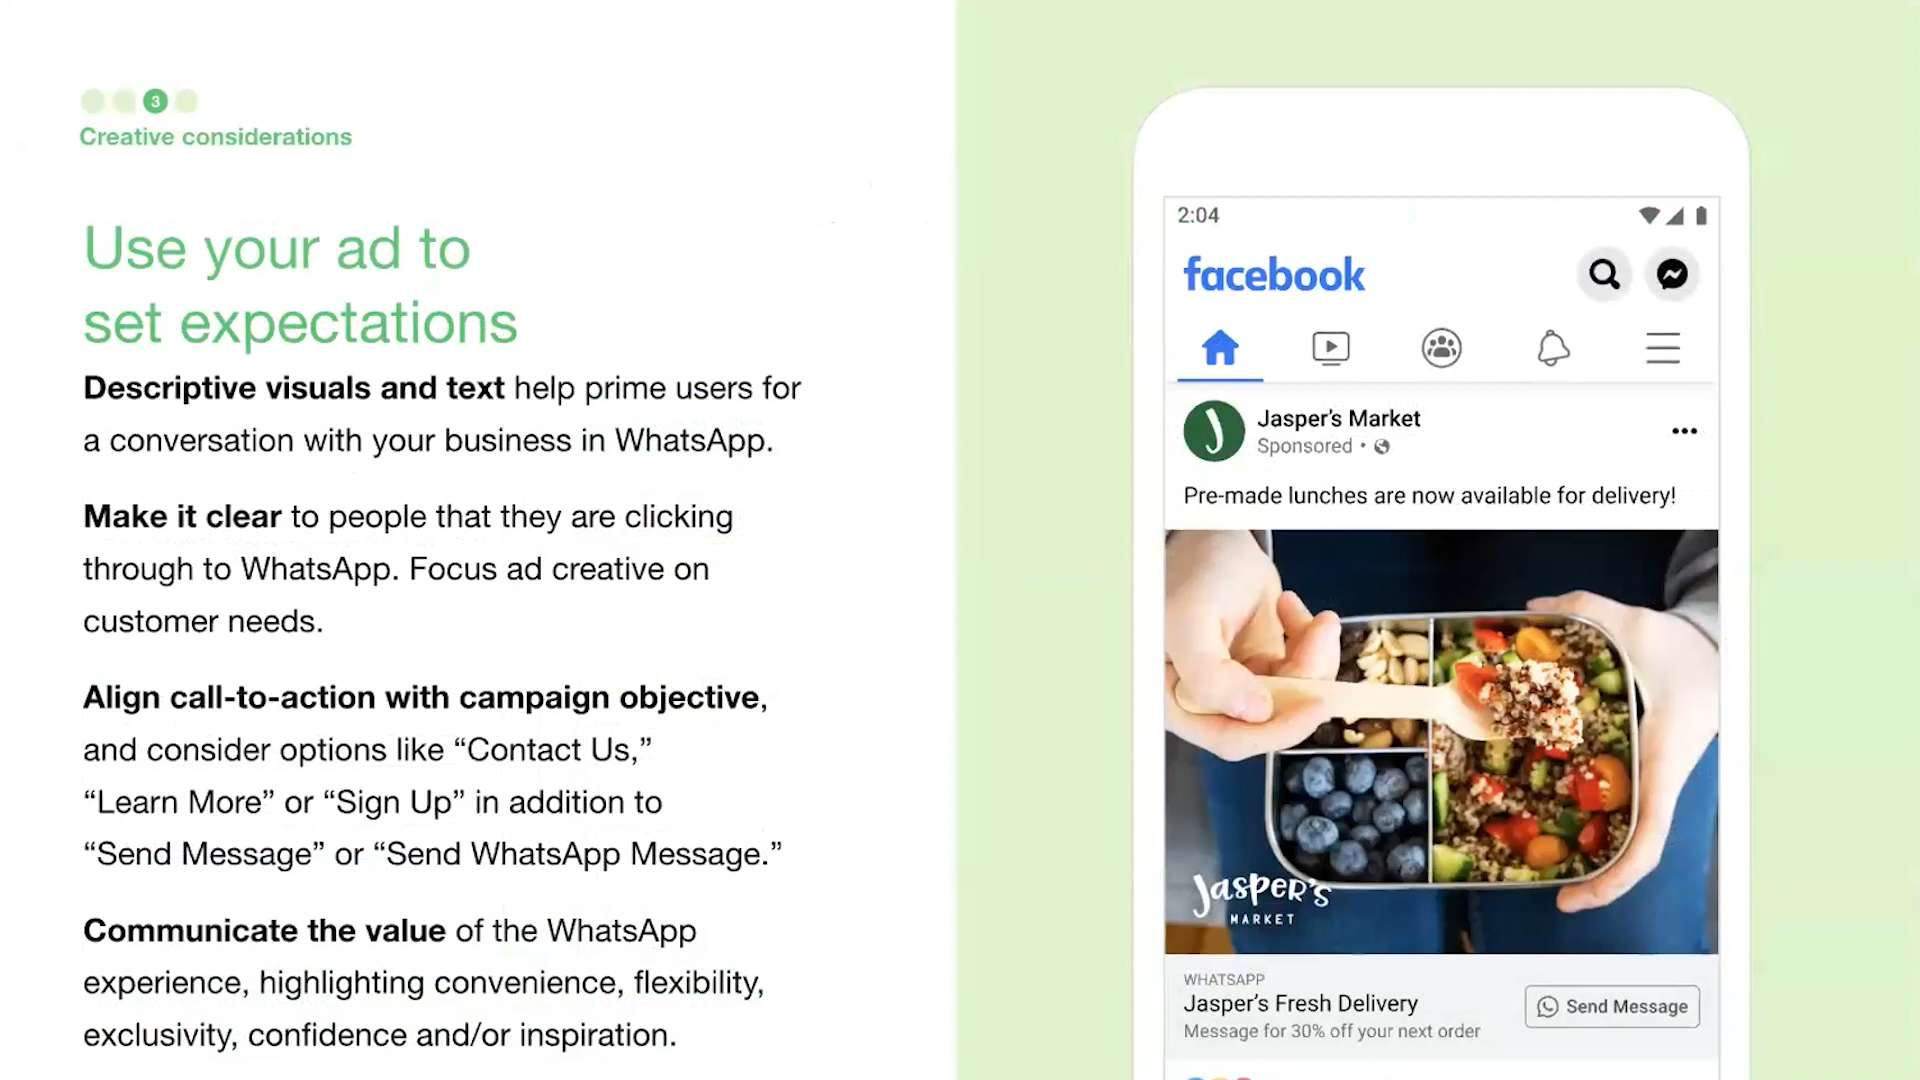 3
Creative considerations
Use your ad to
set expectations
Descriptive visuals and text help prime users for
a conversation with your business in WhatsApp.
Make it clear to people that they are clicking
through to WhatsApp. Focus ad creative on
customer needs.
Align call-to-action with campaign objective,
and consider options like “Contact Us,”
“Learn More” or “Sign Up” in addition to
“Send Message” or “Send WhatsApp Message.”
Communicate the value of the WhatsApp
experience, highlighting convenience, flexibility,
exclusivity, confidence and/or inspiration.
2:04
facebook
J
Jasper’s Market
Sponsored •
Pre-made lunches are now available for delivery!
Jasper's
MARKET
WHATSAPP
Jasper’s Fresh Delivery
Message for 30% off your next order
Send Message